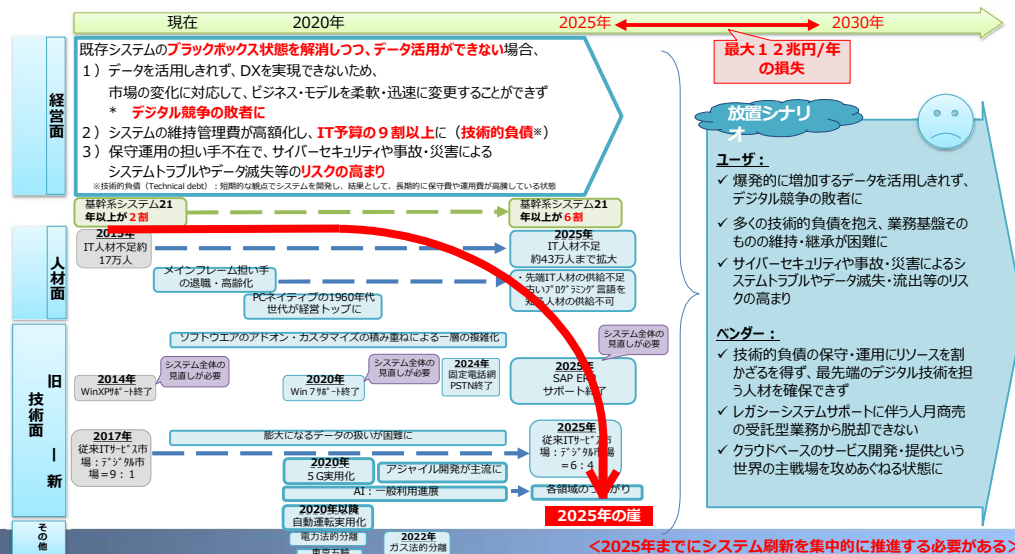 現在
2020年
2025年
2030年
最大１２兆円/年
の損失
経営面
既存システムのブラックボックス状態を解消しつつ、データ活用ができない場合、
１）データを活用しきれず、DXを実現できないため、
市場の変化に対応して、ビジネス・モデルを柔軟・迅速に変更することができず
* デジタル競争の敗者に
２）システムの維持管理費が高額化し、IT予算の９割以上に（技術的負債※）
３）保守運用の担い手不在で、サイバーセキュリティや事故・災害による
システムトラブルやデータ滅失等のリスクの高まり
※技術的負債（Technical debt）：短期的な観点でシステムを開発し、結果として、長期的に保守費や運用費が高騰している状態
基幹系システム21
年以上が２割
基幹系システム21
年以上が６割
人材面
2015年
IT人材不足約
17万人
2025年
IT人材不足
約43万人まで拡大
メインフレーム担い手
の退職・高齢化
・先端IT人材の供給不足
古いプログラミング言語を
知る人材の供給不可
PCネイティブの1960年代
世代が経営トップに
技術面
旧
ー
新
ソフトウエアのアドオン・カスタマイズの積み重ねによる一層の複雑化
システム全体の
見直しが必要
2014年
WinXPｻﾎﾟｰﾄ終了
システム全体の
見直しが必要
2020年
Win７ｻﾎﾟｰﾄ終了
2024年
固定電話網
PSTN終了
システム全体の
見直しが必要
2025年
SAP ERP
サポート終了
2017年
従来ITｻｰﾋﾞｽ市
場：ﾃﾞｼﾞﾀﾙ市
場＝9：1
膨大になるデータの扱いが困難に
2025年
従来ITｻｰﾋﾞｽ市
場：ﾃﾞｼﾞﾀﾙ市場
＝6：4
2020年
５G実用化
アジャイル開発が主流に
AI：一般利用進展
各領域のつながり
2020年以降
自動運転実用化
2025年の崖
その他
電力法的分離
東京五輪
2022年
ガス法的分離
放置シナリ
オ
ユーザ：
✓ 爆発的に増加するデータを活用しきれず、
デジタル競争の敗者に
✓ 多くの技術的負債を抱え、業務基盤その
ものの維持・継承が困難に
✓ サイバーセキュリティや事故・災害によるシ
ステムトラブルやデータ滅失・流出等のリス
クの高まり
ベンダー：
✓ 技術的負債の保守・運用にリソースを割
かざるを得ず、最先端のデジタル技術を担
う人材を確保できず
✓ レガシーシステムサポートに伴う人月商売
の受託型業務から脱却できない
✓ クラウドベースのサービス開発・提供という
世界の主戦場を攻めあぐねる状態に
＜2025年までにシステム刷新を集中的に推進する必要がある＞